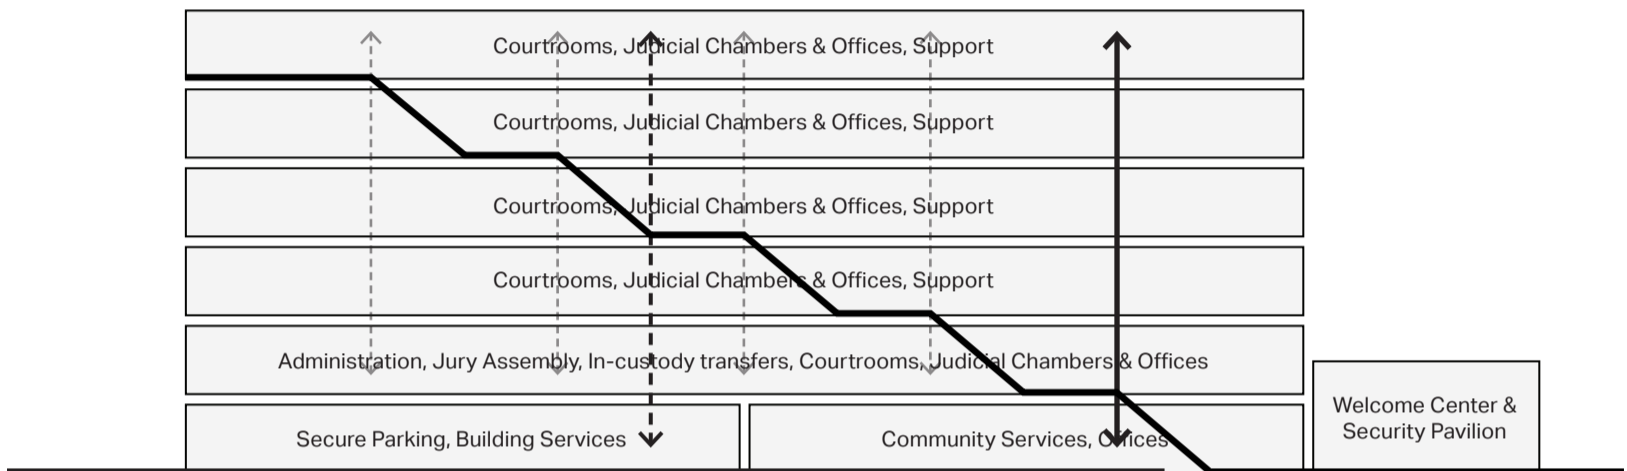 Courtrooms, Judicial Chambers & Offices, Support
Courtrooms, Judicial Chambers & Offices, Support
Courtrooms, Judicial Chambers & Offices, Support
Courtrooms, Judicial Chambers & Offices, Support
Administration, Jury Assembly, In-custody transfers, Courtrooms, Judicial Chambers & Offices
Secure Parking, Building Services
Community Services, Offices
Welcome Center &
Security Pavilion